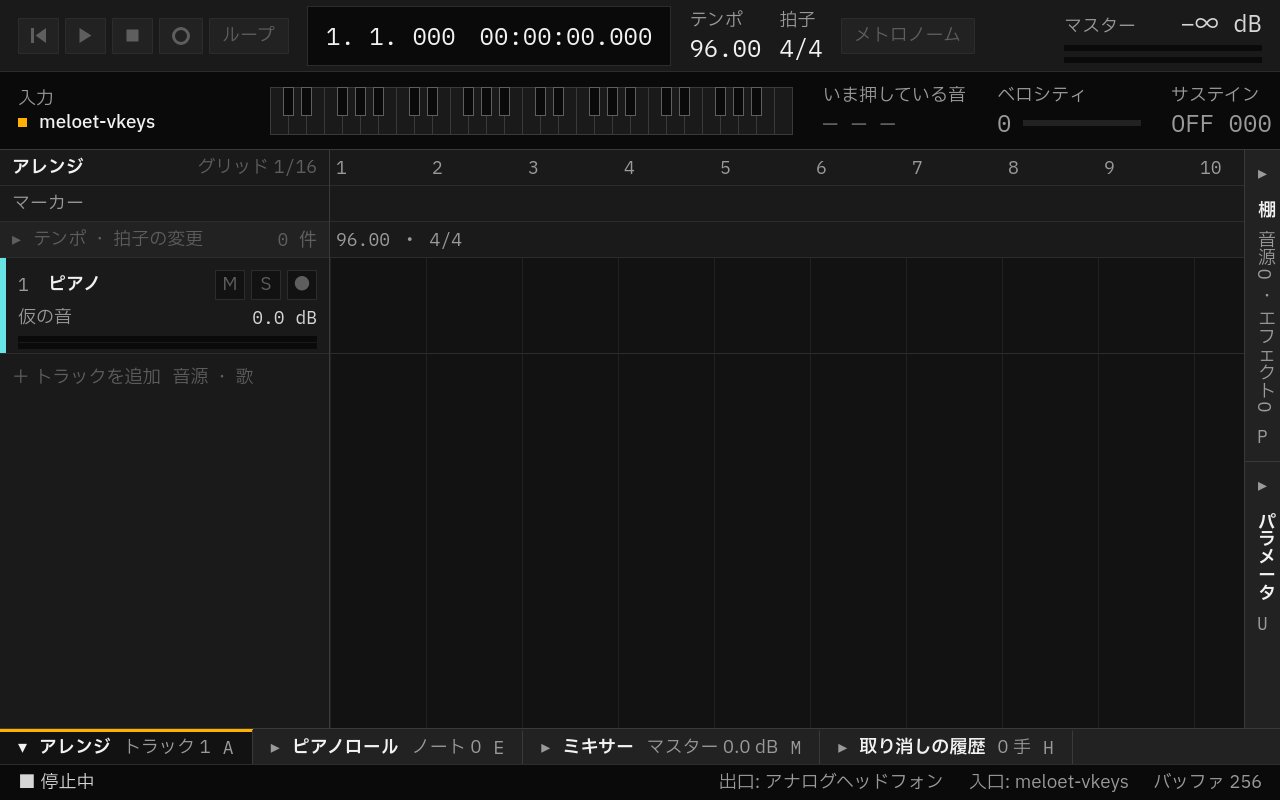 ループ
1. 1. 000 00:00:00.000
テンポ 拍子
96.00 4/4
メトロノーム
マスター −∞ dB
入力
meloet-vkeys
いま押している音
— — —
ベロシティ
0
サステイン
OFF 000
アレンジ グリッド 1/16
1 2 3 4 5 6 7 8 9 10
マーカー
▸ テンポ · 拍子の変更 0 件
96.00 · 4/4
1 ピアノ M S
仮の音 0.0 dB
＋ トラックを追加 音源 · 歌
▸ 棚 音源0 · エフェクト0 P
▸ パラメータ U
▾ アレンジ トラック 1 A
▸ ピアノロール ノート 0 E
▸ ミキサー マスター 0.0 dB M
▸ 取り消しの履歴 0 手 H
■ 停止中
出口: アナログヘッドフォン 入口: meloet-vkeys バッファ 256